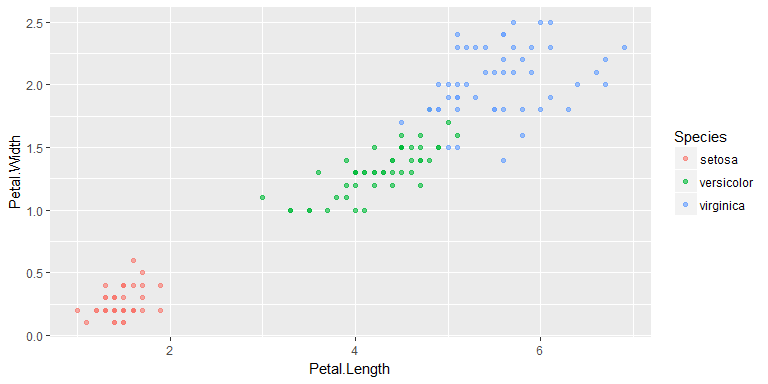 2.5
2.0
1.5
1.0
0.5
0.0
Petal.Width
2
4
6
Petal.Length
Species
setosa
versicolor
virginica